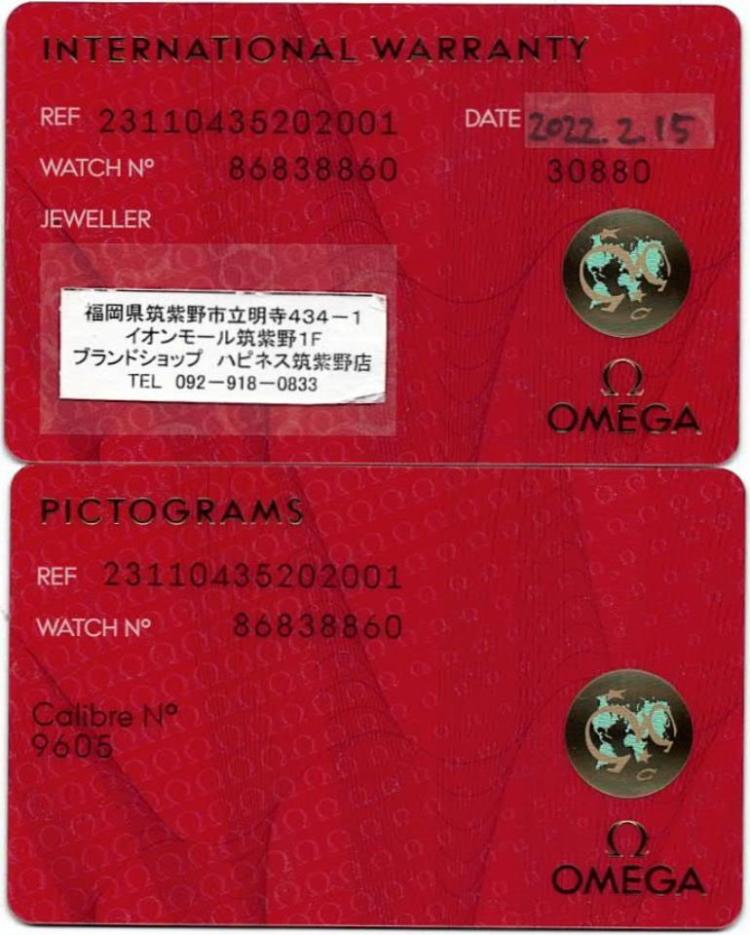 INTERNATIONAL WARRANTY
REF 23110435202001
DATE 2022.2.15
WATCH Nº 86838860
30880
JEWELLER
福岡県筑紫野市立明寺434-1
イオンモール筑紫野1F
ブランドショップ ハピネス筑紫野店
TEL 092-918-0833
Ω
OMEGA
PICTOGRAMS
REF 23110435202001
WATCH Nº 86838860
Calibre Nº
9605
Ω
OMEGA